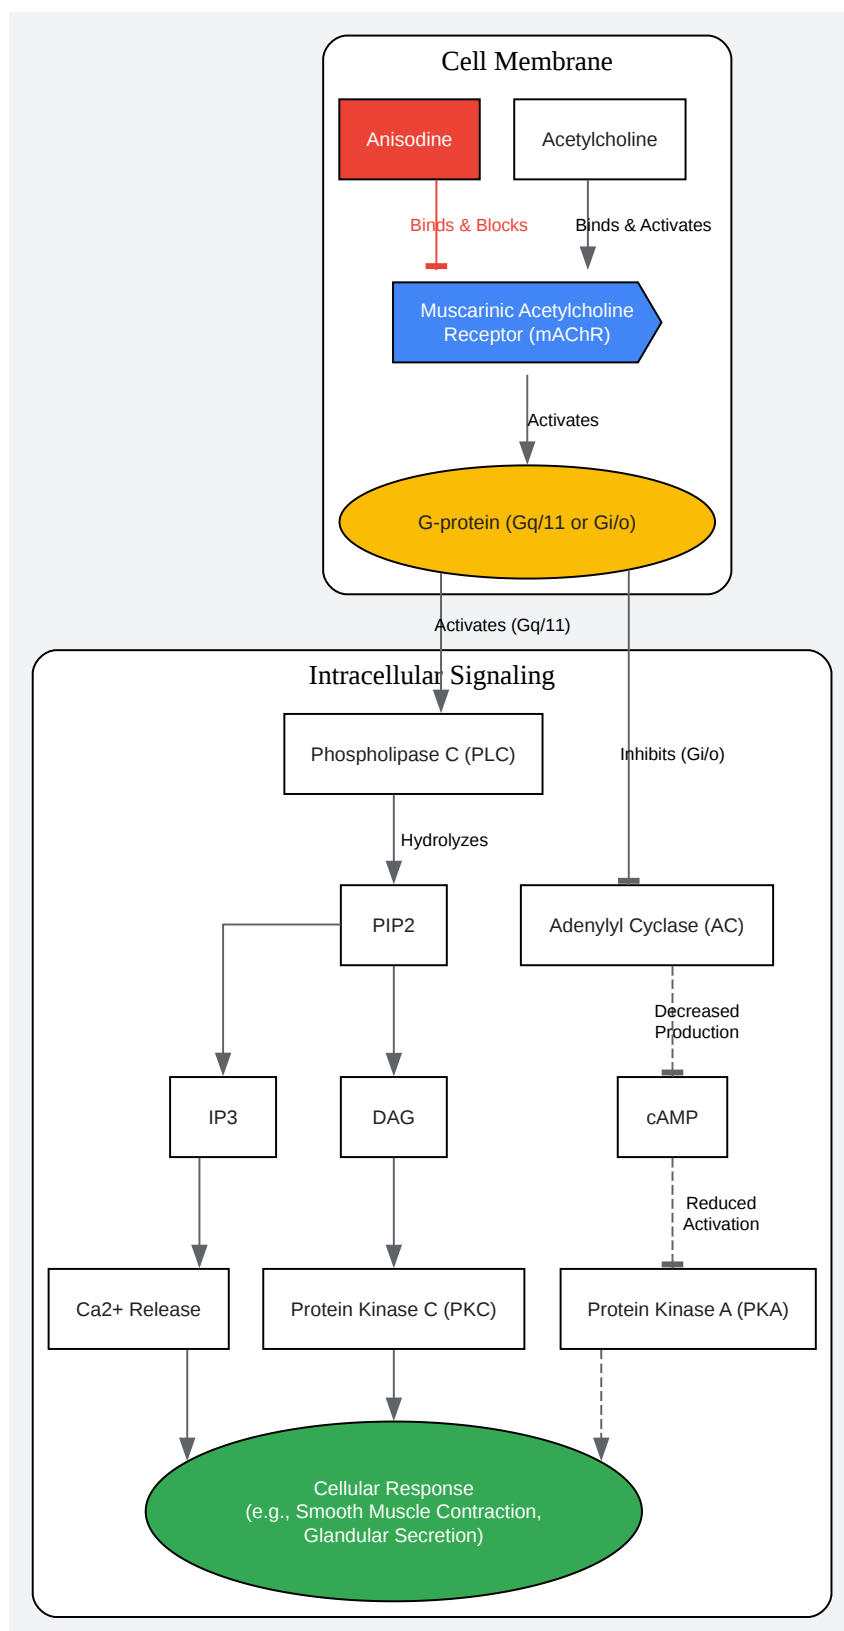 Cell Membrane
Anisodine
Acetylcholine
Binds & Blocks
Binds & Activates
Muscarinic Acetylcholine
Receptor (mAChR)
Activates
G-protein (Gq/11 or Gi/o)
Activates (Gq/11)
Intracellular Signaling
Phospholipase C (PLC)
Inhibits (Gi/o)
Hydrolyzes
PIP2
Adenylyl Cyclase (AC)
Decreased
Production
IP3
DAG
cAMP
Reduced
Activation
Ca2+ Release
Protein Kinase C (PKC)
Protein Kinase A (PKA)
Cellular Response
(e.g., Smooth Muscle Contraction,
Glandular Secretion)